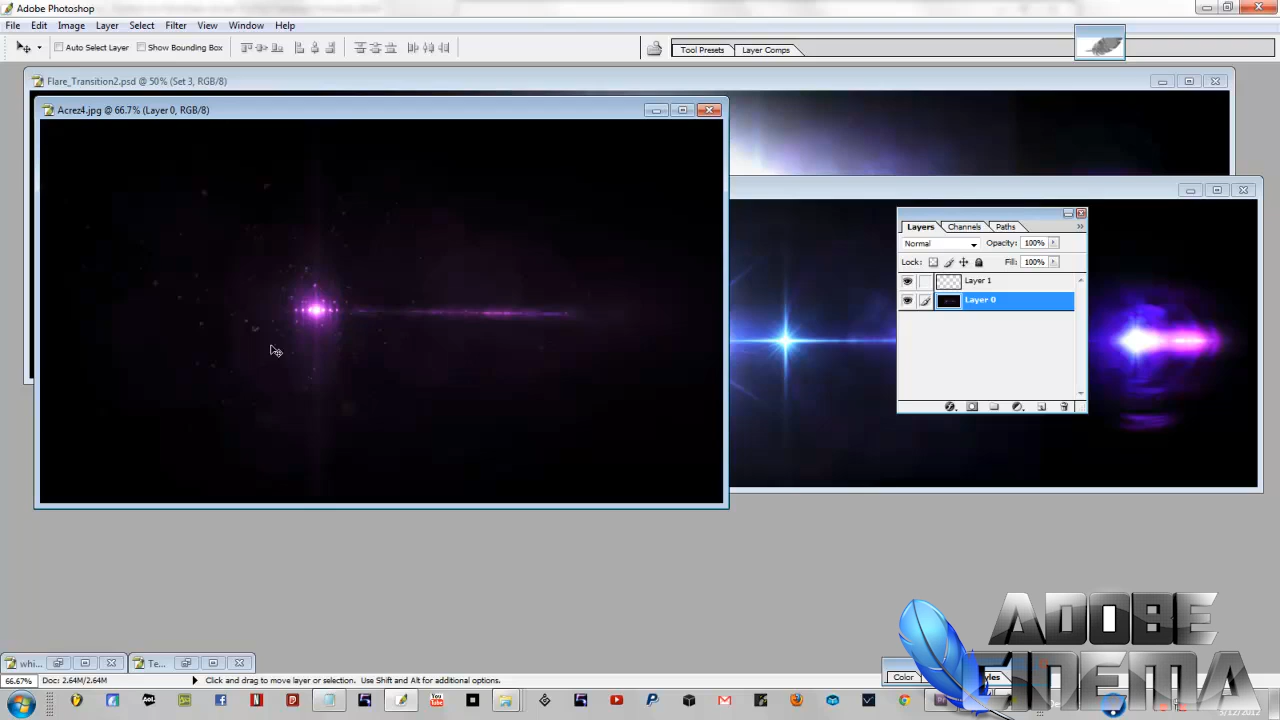 Adobe Photoshop
File Edit Image Layer Select Filter View Window Help
Auto Select Layer Show Bounding Box Tool Presets Layer Comps
Flare_Transition2.psd @ 50% (Set 3, RGB/8)
Acrez4.jpg @ 66.7% (Layer 0, RGB/8)
Layers Channels Paths
Normal Opacity: 100%
Lock: Fill: 100%
Layer 1
Layer 0
ADOBE
CINEMA
whi... Te...
Color
66.67% Doc: 2.64M/2.64M Click and drag to move layer or selection. Use Shift and Alt for additional options.